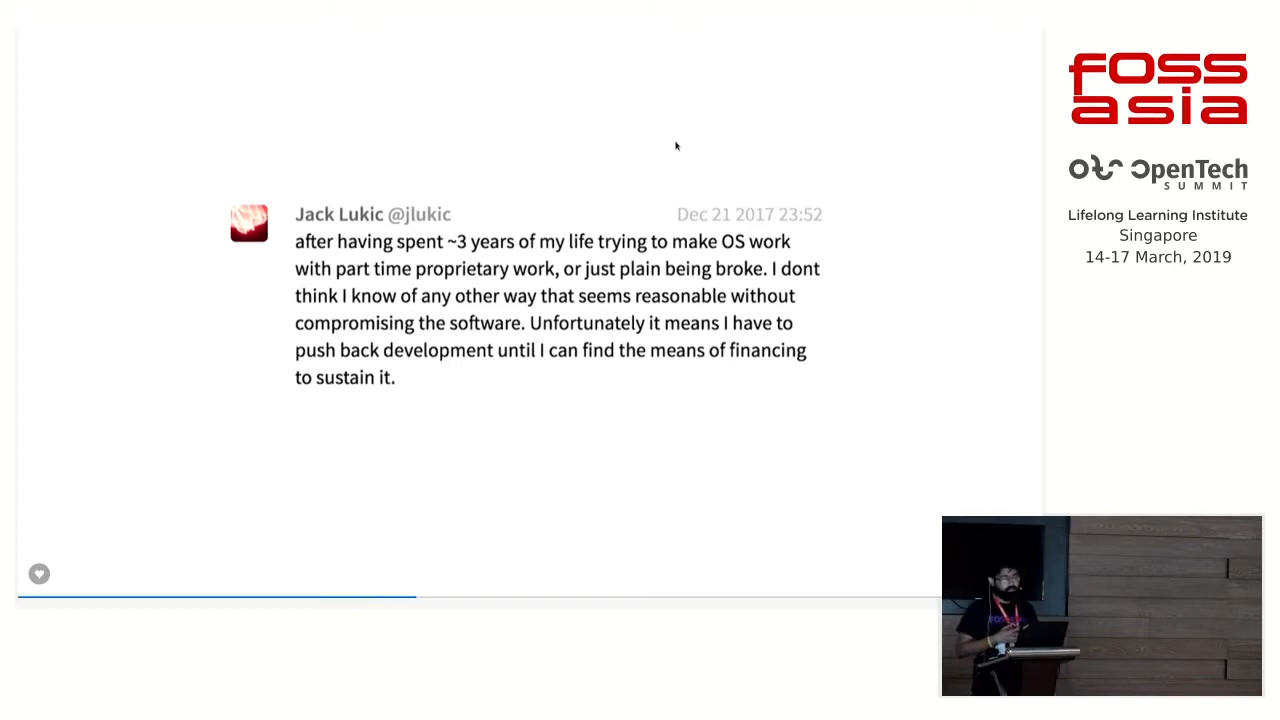 Jack Lukic @jlukic Dec 21 2017 23:52
after having spent ~3 years of my life trying to make OS work
with part time proprietary work, or just plain being broke. I dont
think I know of any other way that seems reasonable without
compromising the software. Unfortunately it means I have to
push back development until I can find the means of financing
to sustain it.
FOSS
asia
OpenTech
SUMMIT
Lifelong Learning Institute
Singapore
14-17 March, 2019